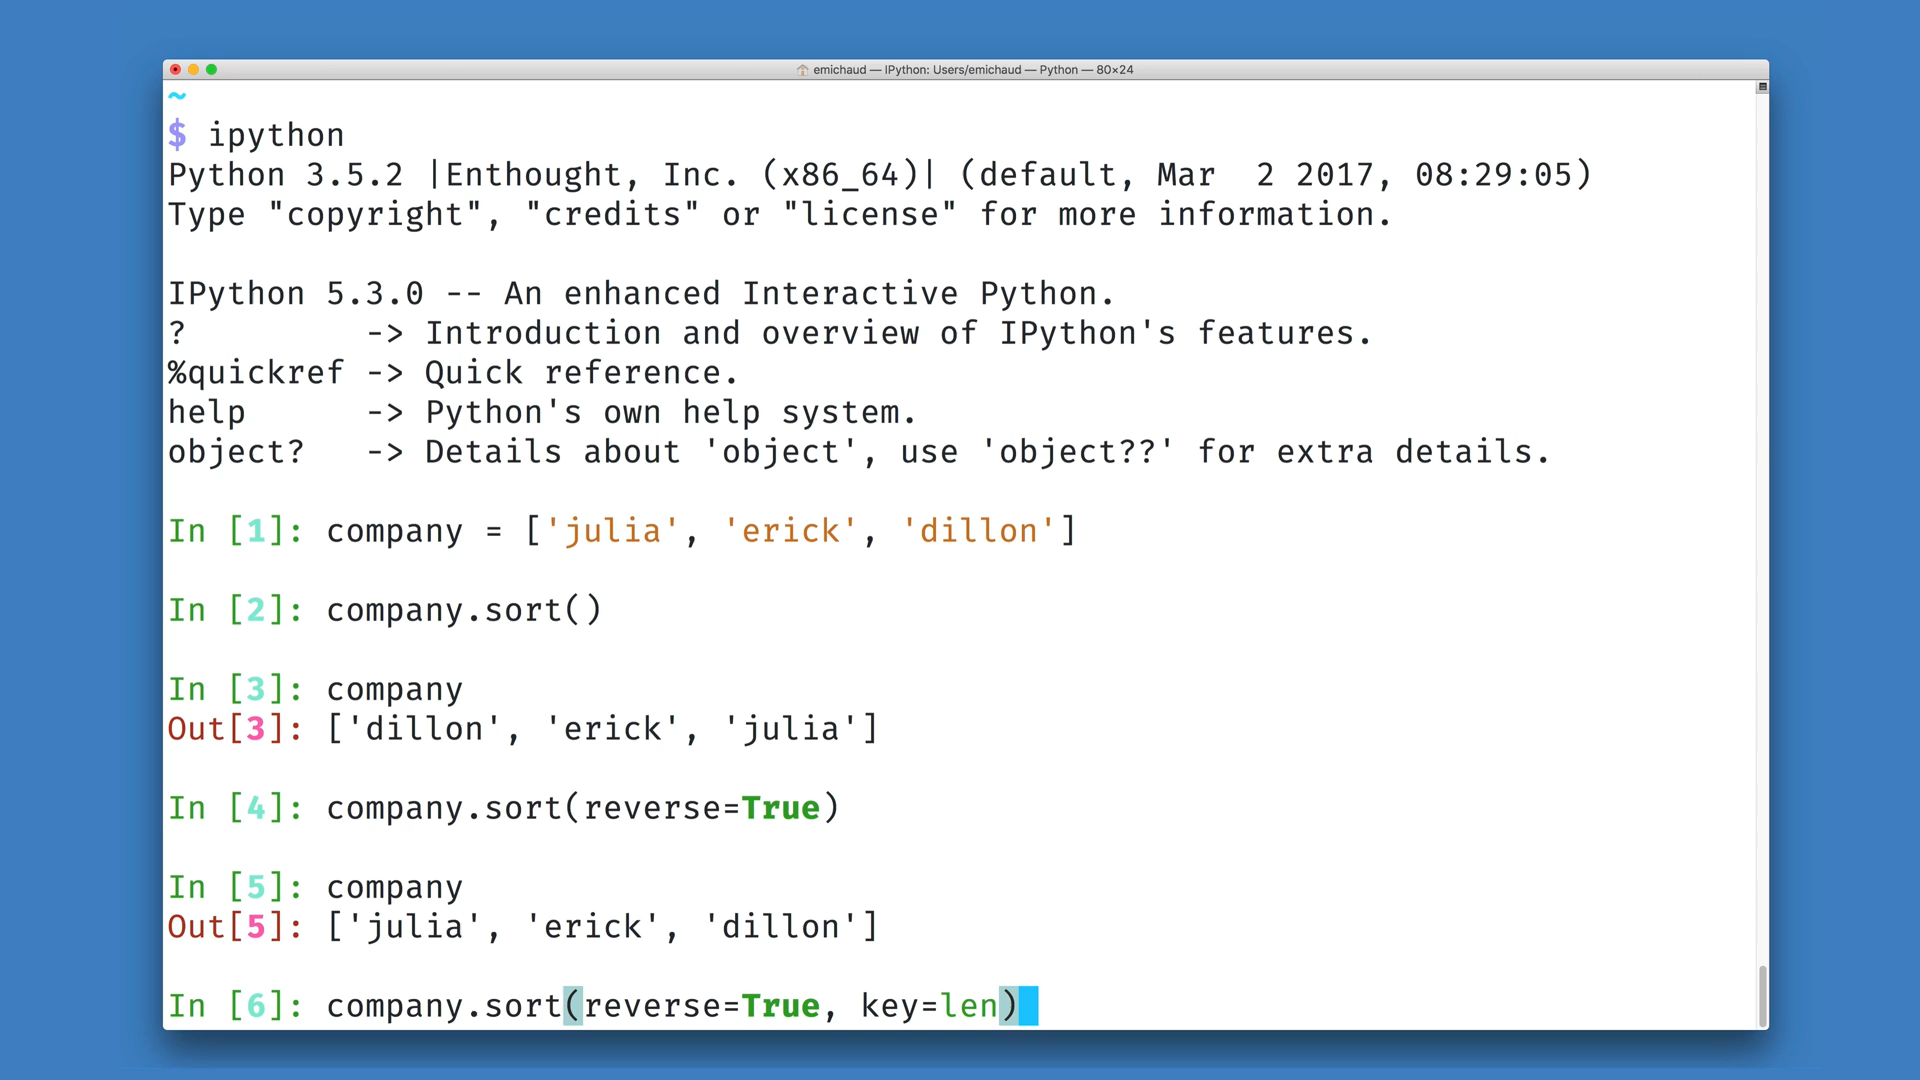 emichaud — IPython: Users/emichaud — Python — 80×24
~
$ ipython
Python 3.5.2 |Enthought, Inc. (x86_64)| (default, Mar  2 2017, 08:29:05)
Type "copyright", "credits" or "license" for more information.
IPython 5.3.0 -- An enhanced Interactive Python.
?         -> Introduction and overview of IPython's features.
%quickref -> Quick reference.
help      -> Python's own help system.
object?   -> Details about 'object', use 'object??' for extra details.
In [1]: company = ['julia', 'erick', 'dillon']
In [2]: company.sort()
In [3]: company
Out[3]: ['dillon', 'erick', 'julia']
In [4]: company.sort(reverse=True)
In [5]: company
Out[5]: ['julia', 'erick', 'dillon']
In [6]: company.sort(reverse=True, key=len)